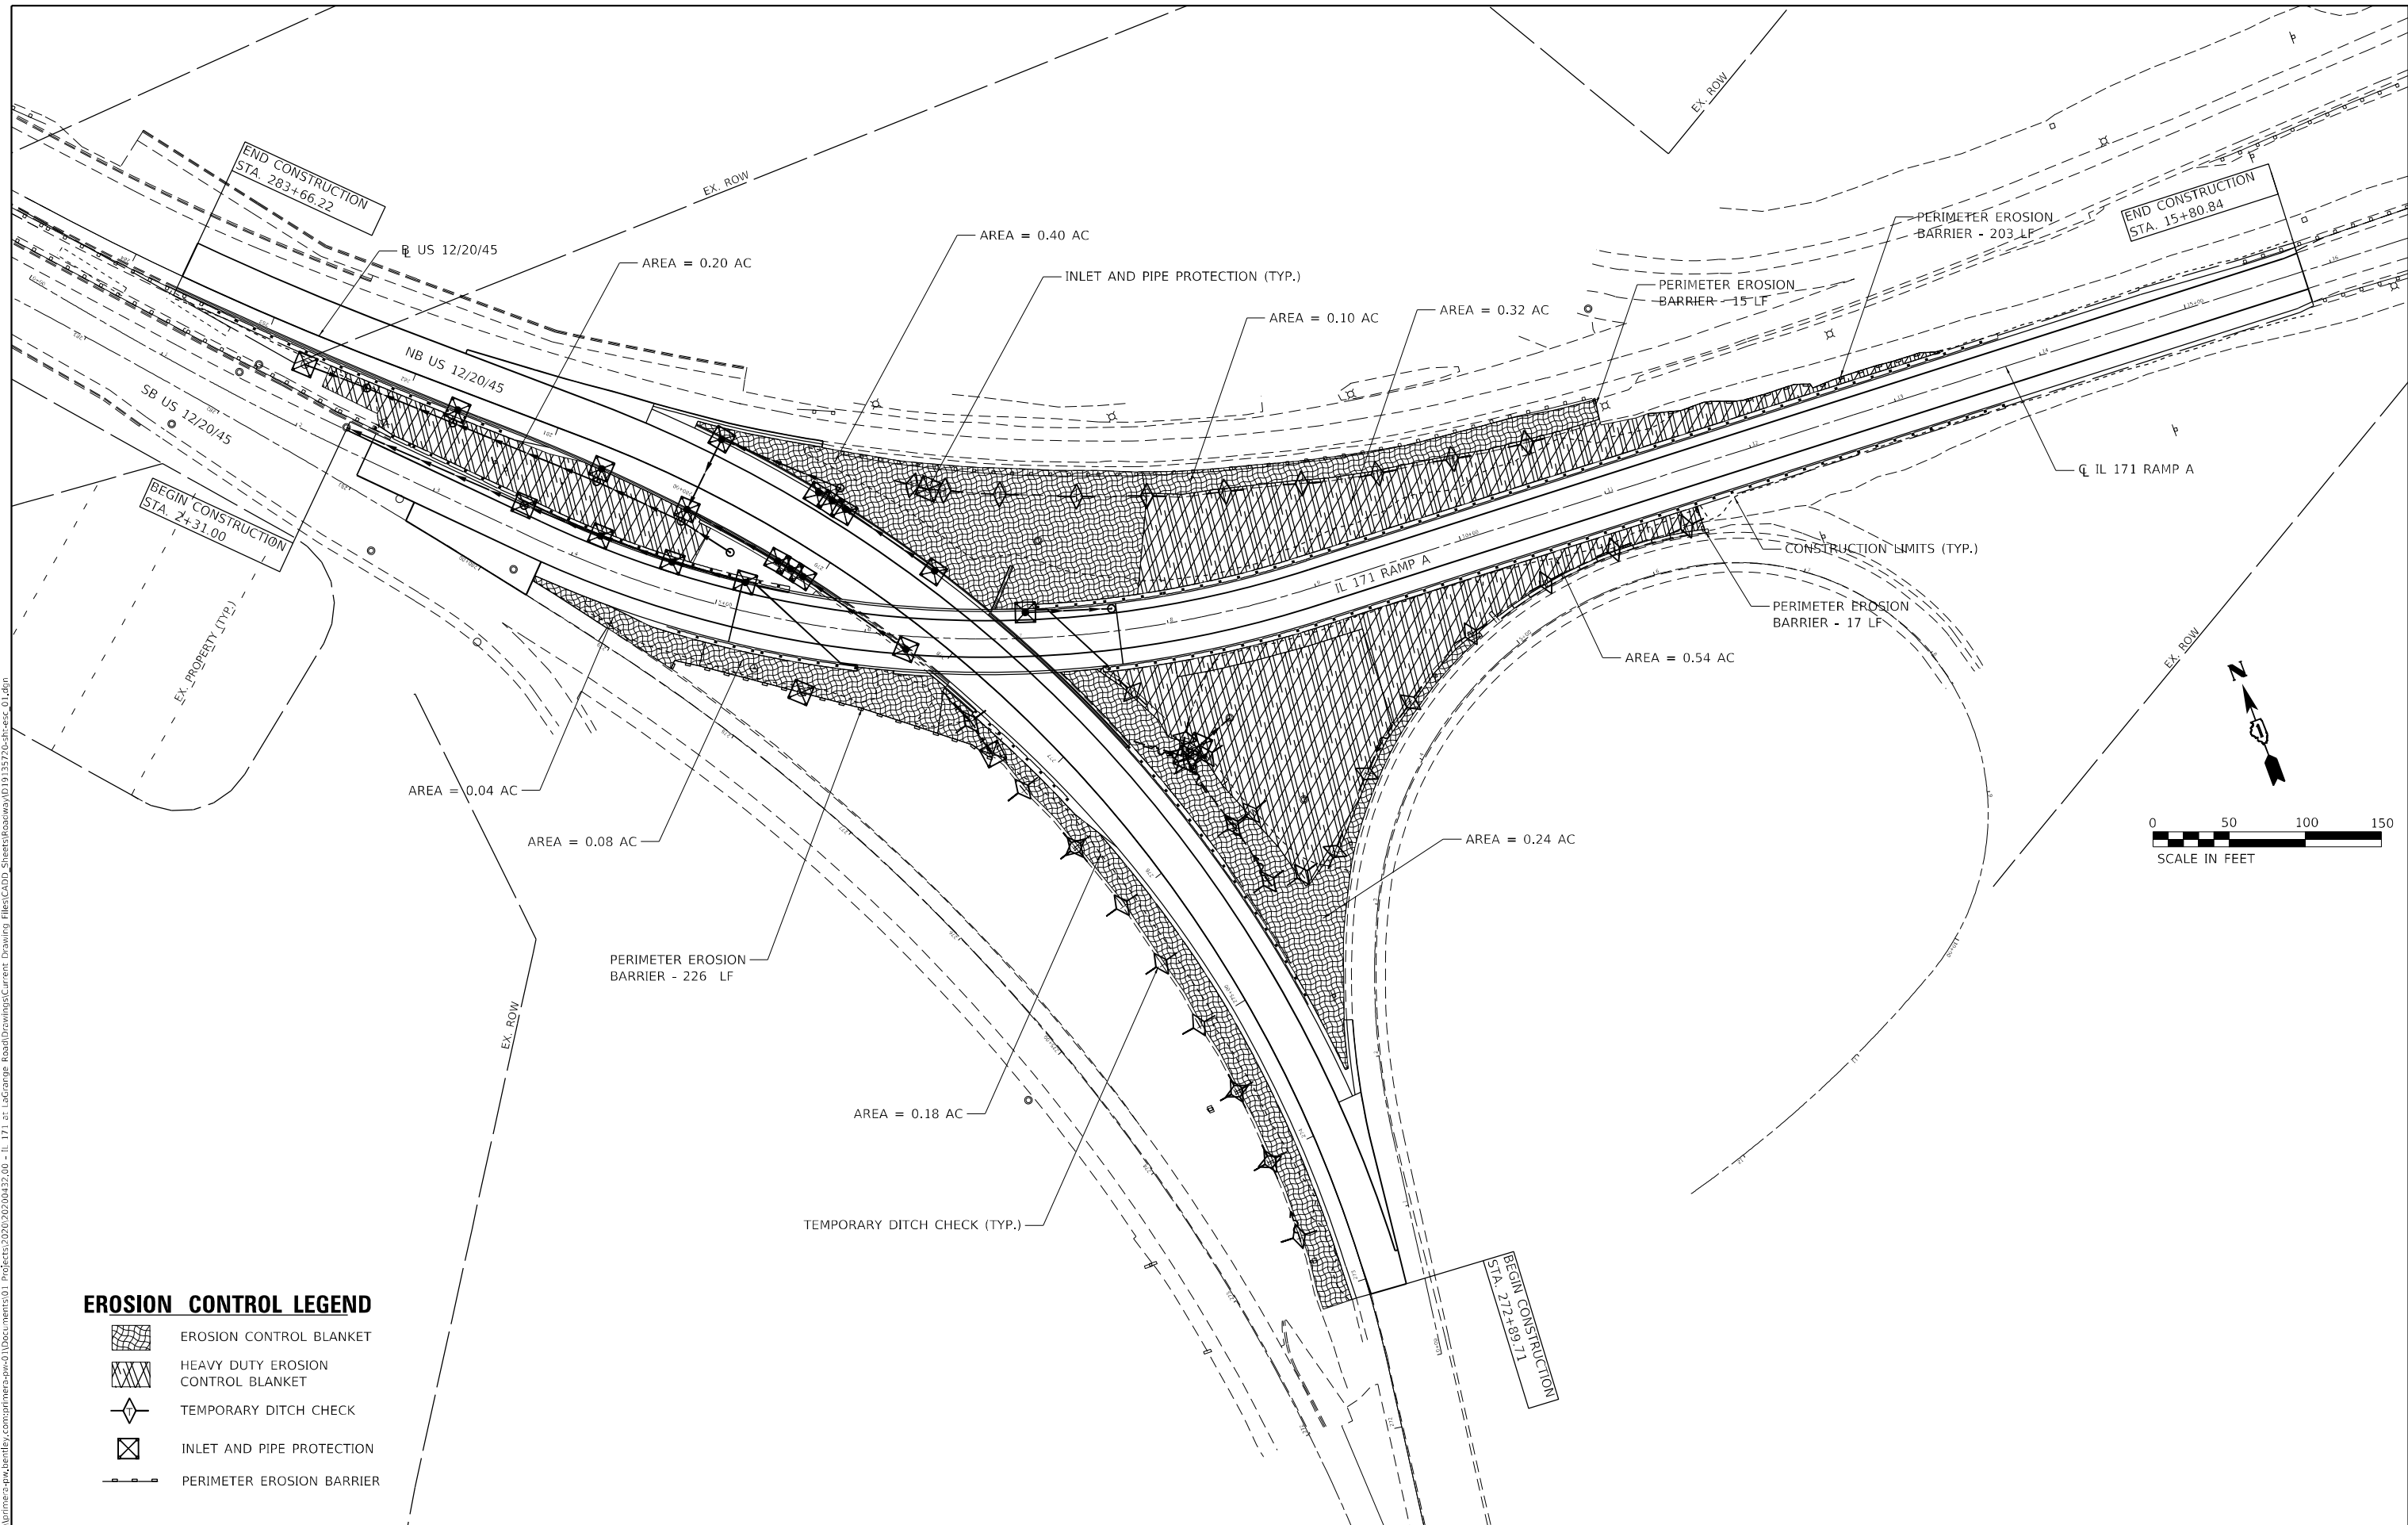 END CONSTRUCTION
STA. 283+66.22
℄ US 12/20/45
AREA = 0.20 AC
EX. ROW
AREA = 0.40 AC
INLET AND PIPE PROTECTION (TYP.)
AREA = 0.10 AC
AREA = 0.32 AC
EX. ROW
PERIMETER EROSION
BARRIER - 15 LF
PERIMETER EROSION
BARRIER - 203 LF
END CONSTRUCTION
STA. 15+80.84
NB US 12/20/45
SB US 12/20/45
BEGIN CONSTRUCTION
STA. 2+31.00
EX. PROPERTY (TYP.)
℄ IL 171 RAMP A
IL 171 RAMP A
CONSTRUCTION LIMITS (TYP.)
PERIMETER EROSION
BARRIER - 17 LF
AREA = 0.54 AC
EX. ROW
N
0 50 100 150
SCALE IN FEET
AREA = 0.04 AC
AREA = 0.08 AC
AREA = 0.24 AC
PERIMETER EROSION
BARRIER - 226 LF
EX. ROW
AREA = 0.18 AC
TEMPORARY DITCH CHECK (TYP.)
BEGIN CONSTRUCTION
STA. 272+89.71
EROSION CONTROL LEGEND
EROSION CONTROL BLANKET
HEAVY DUTY EROSION
CONTROL BLANKET
TEMPORARY DITCH CHECK
INLET AND PIPE PROTECTION
PERIMETER EROSION BARRIER